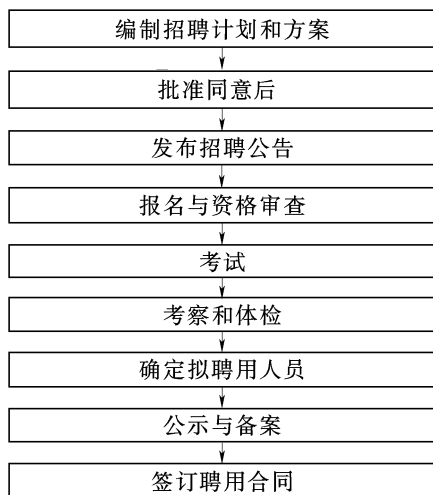 编制招聘计划和方案
批准同意后
发布招聘公告
报名与资格审查
考试
考察和体检
确定拟聘用人员
公示与备案
签订聘用合同